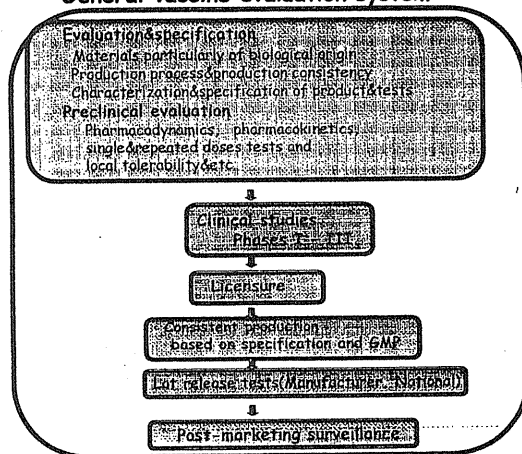 General Vaccine Evaluation System
Evaluation&specification
Materials particularly of biological origin
Production process&production consistency
Characterization&specification of product&tests
Preclinical evaluation
Pharmacodynamics, pharmacokinetics,
single&repeated doses tests and
local tolerability&etc.
Clinical studies
Phases I - III
Licensure
Consistent production
based on specification and GMP
Lot release tests(Manufacturer, National)
Post-marketing surveillance